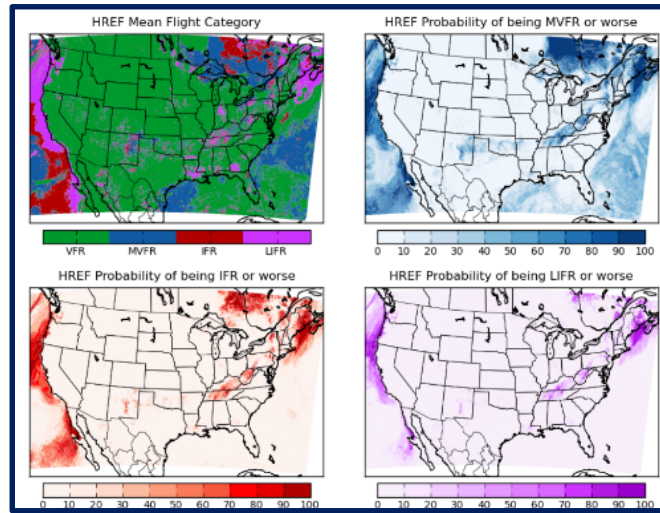 HREF Mean Flight Category
HREF Probability of being MVFR or worse
VFR MVFR IFR LIFR
0 10 20 30 40 50 60 70 80 90 100
HREF Probability of being IFR or worse
HREF Probability of being LIFR or worse
0 10 20 30 40 50 60 70 80 90 100
0 10 20 30 40 50 60 70 80 90 100